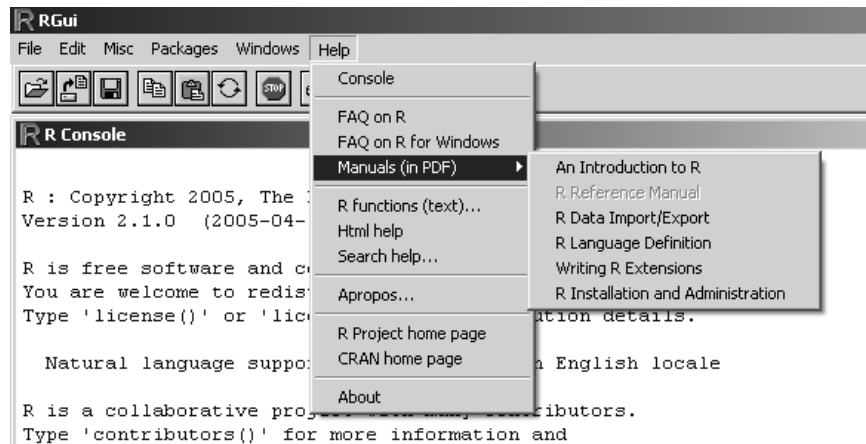 RGui
File Edit Misc Packages Windows Help
STOP
Console
FAQ on R
FAQ on R for Windows
Manuals (in PDF)
R functions (text)...
Html help
Search help...
Apropos...
R Project home page
CRAN home page
About
An Introduction to R
R Reference Manual
R Data Import/Export
R Language Definition
Writing R Extensions
R Installation and Administration
R Console
R : Copyright 2005, The
Version 2.1.0 (2005-04-
R is free software and
You are welcome to redis
Type 'license()' or 'lic ution details.
Natural language suppo English locale
R is a collaborative pro contributors.
Type 'contributors()' for more information and